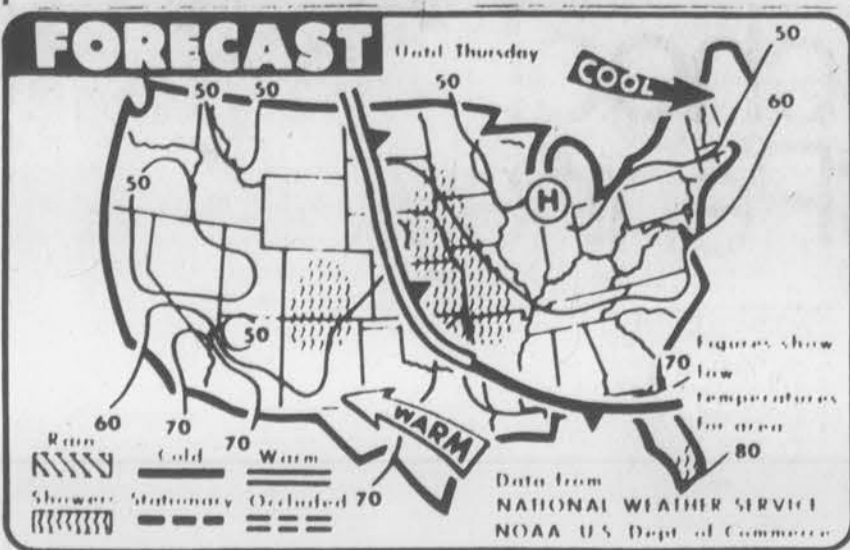 FORECAST Until Thursday
50
50 50 50
COOL
60
50
H
50
Figures show
70 low
temperatures
for area
60 70 70
WARM
80
Rain Cold Warm
Showers Stationary Occluded 70
Data from
NATIONAL WEATHER SERVICE
NOAA U S Dept of Commerce